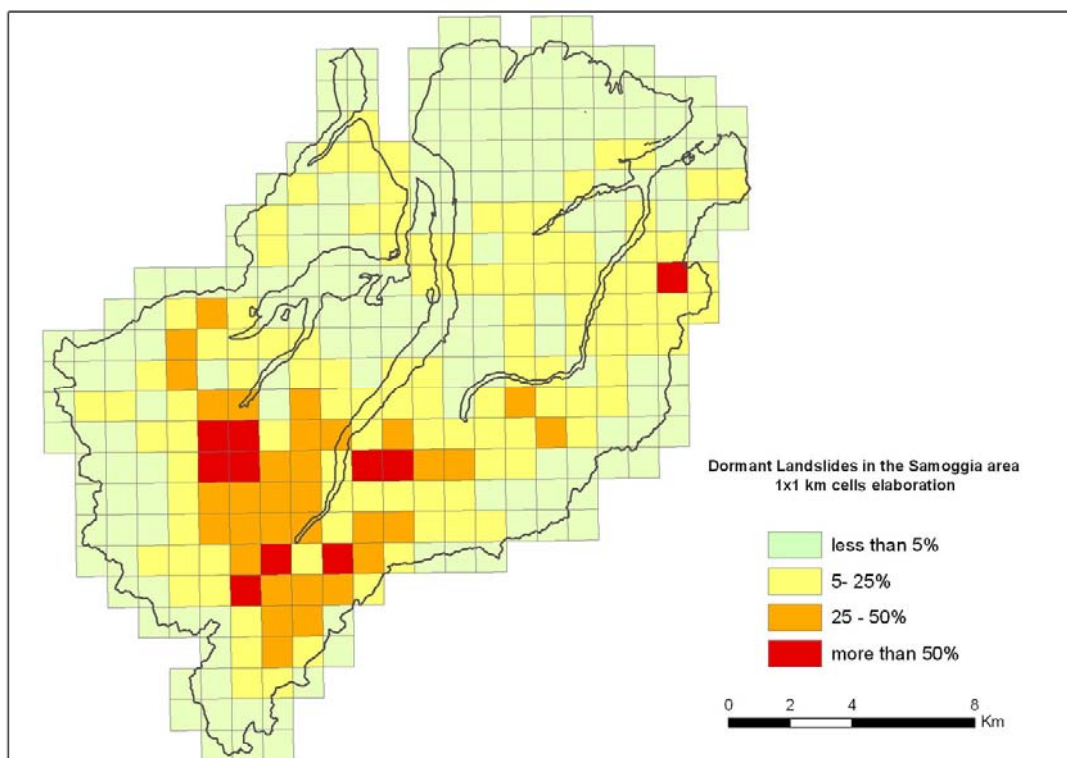 Dormant Landslides in the Samoggia area
1x1 km cells elaboration
less than 5%
5- 25%
25 - 50%
more than 50%
0 2 4 8
Km